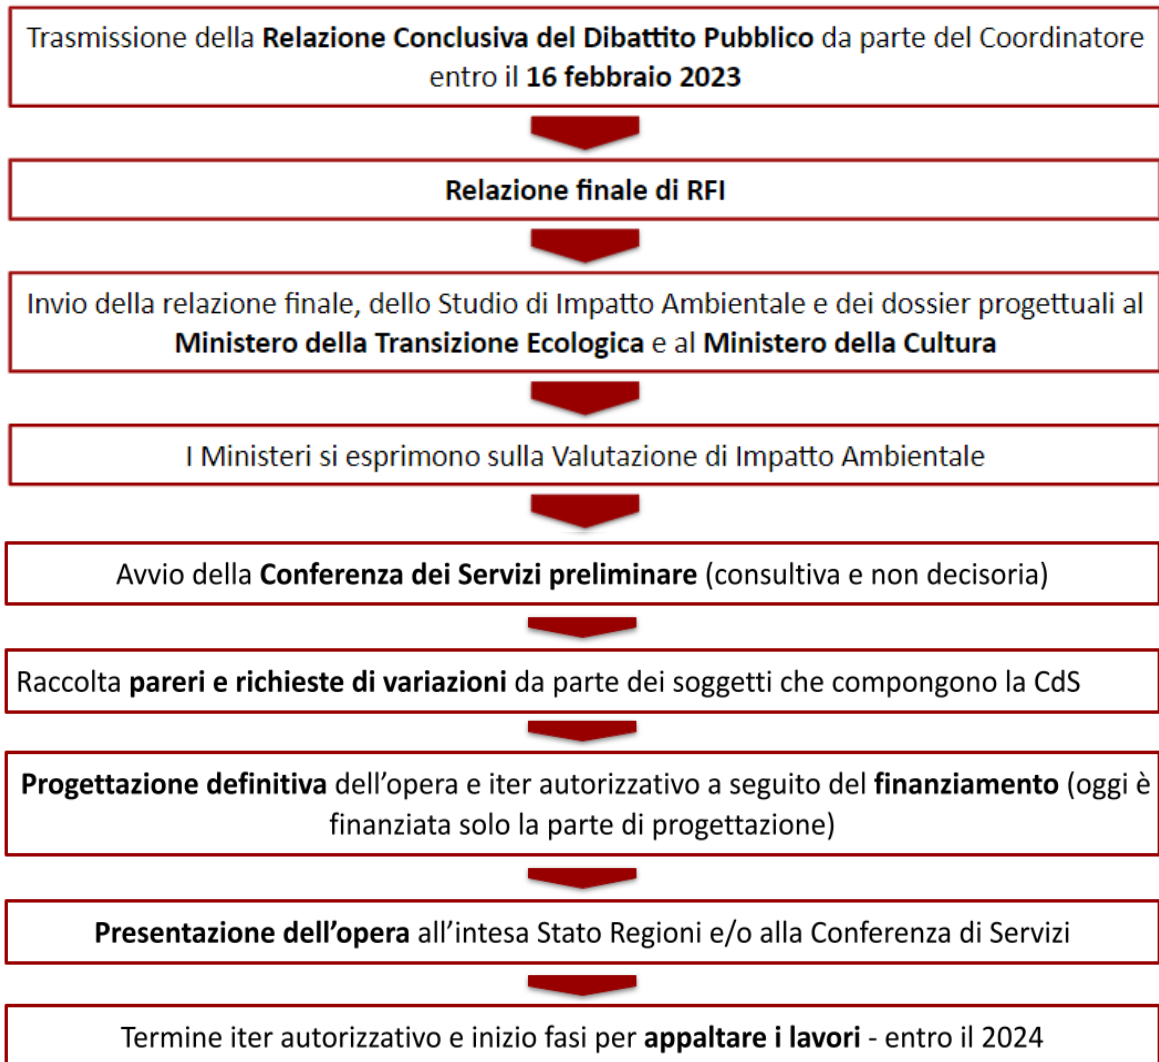 Trasmissione della Relazione Conclusiva del Dibattito Pubblico da parte del Coordinatore
entro il 16 febbraio 2023
Relazione finale di RFI
Invio della relazione finale, dello Studio di Impatto Ambientale e dei dossier progettuali al
Ministero della Transizione Ecologica e al Ministero della Cultura
I Ministeri si esprimono sulla Valutazione di Impatto Ambientale
Avvio della Conferenza dei Servizi preliminare (consultiva e non decisoria)
Raccolta pareri e richieste di variazioni da parte dei soggetti che compongono la CdS
Progettazione definitiva dell’opera e iter autorizzativo a seguito del finanziamento (oggi è
finanziata solo la parte di progettazione)
Presentazione dell’opera all’intesa Stato Regioni e/o alla Conferenza di Servizi
Termine iter autorizzativo e inizio fasi per appaltare i lavori - entro il 2024